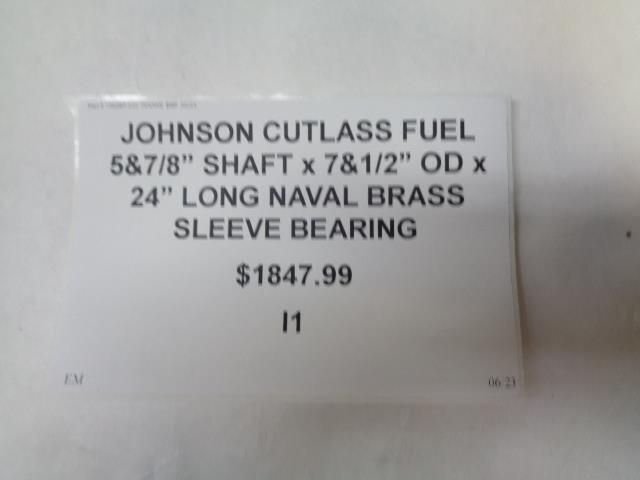 JOHNSON CUTLASS FUEL
5&7/8” SHAFT x 7&1/2” OD x
24” LONG NAVAL BRASS
SLEEVE BEARING
$1847.99
I1
EM
06/23